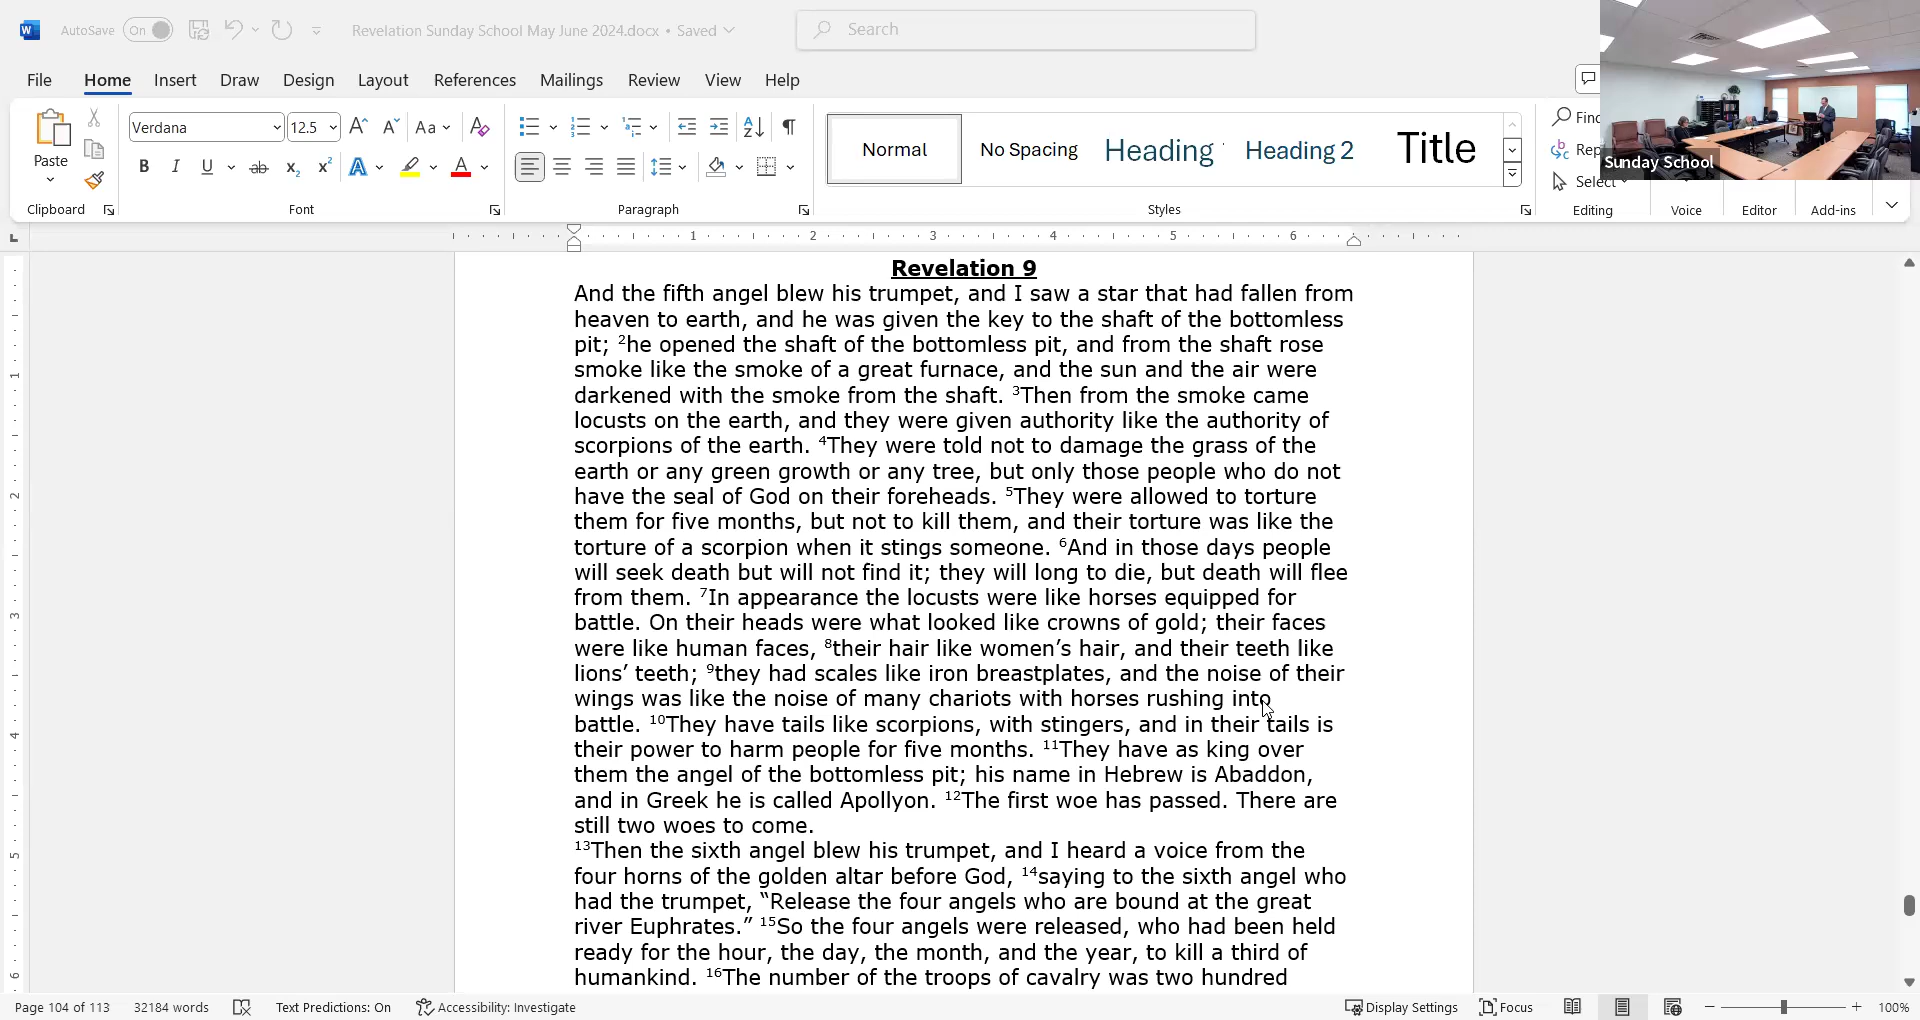 AutoSave On Revelation Sunday School May June 2024.docx • Saved Search
File Home Insert Draw Design Layout References Mailings Review View Help
Verdana 12.5 Aa
Paste
Normal No Spacing Heading Heading 2 Title
Find
Select
Clipboard Font Paragraph Styles Editing Voice Editor Add-ins
Sunday School
1 2 3 4 5 6
Revelation 9
And the fifth angel blew his trumpet, and I saw a star that had fallen from
heaven to earth, and he was given the key to the shaft of the bottomless
pit; ²he opened the shaft of the bottomless pit, and from the shaft rose
smoke like the smoke of a great furnace, and the sun and the air were
darkened with the smoke from the shaft. ³Then from the smoke came
locusts on the earth, and they were given authority like the authority of
scorpions of the earth. ⁴They were told not to damage the grass of the
earth or any green growth or any tree, but only those people who do not
have the seal of God on their foreheads. ⁵They were allowed to torture
them for five months, but not to kill them, and their torture was like the
torture of a scorpion when it stings someone. ⁶And in those days people
will seek death but will not find it; they will long to die, but death will flee
from them. ⁷In appearance the locusts were like horses equipped for
battle. On their heads were what looked like crowns of gold; their faces
were like human faces, ⁸their hair like women’s hair, and their teeth like
lions’ teeth; ⁹they had scales like iron breastplates, and the noise of their
wings was like the noise of many chariots with horses rushing into
battle. ¹⁰They have tails like scorpions, with stingers, and in their tails is
their power to harm people for five months. ¹¹They have as king over
them the angel of the bottomless pit; his name in Hebrew is Abaddon,
and in Greek he is called Apollyon. ¹²The first woe has passed. There are
still two woes to come.
¹³Then the sixth angel blew his trumpet, and I heard a voice from the
four horns of the golden altar before God, ¹⁴saying to the sixth angel who
had the trumpet, “Release the four angels who are bound at the great
river Euphrates.” ¹⁵So the four angels were released, who had been held
ready for the hour, the day, the month, and the year, to kill a third of
humankind. ¹⁶The number of the troops of cavalry was two hundred
Page 104 of 113 32184 words Text Predictions: On Accessibility: Investigate Display Settings Focus 100%